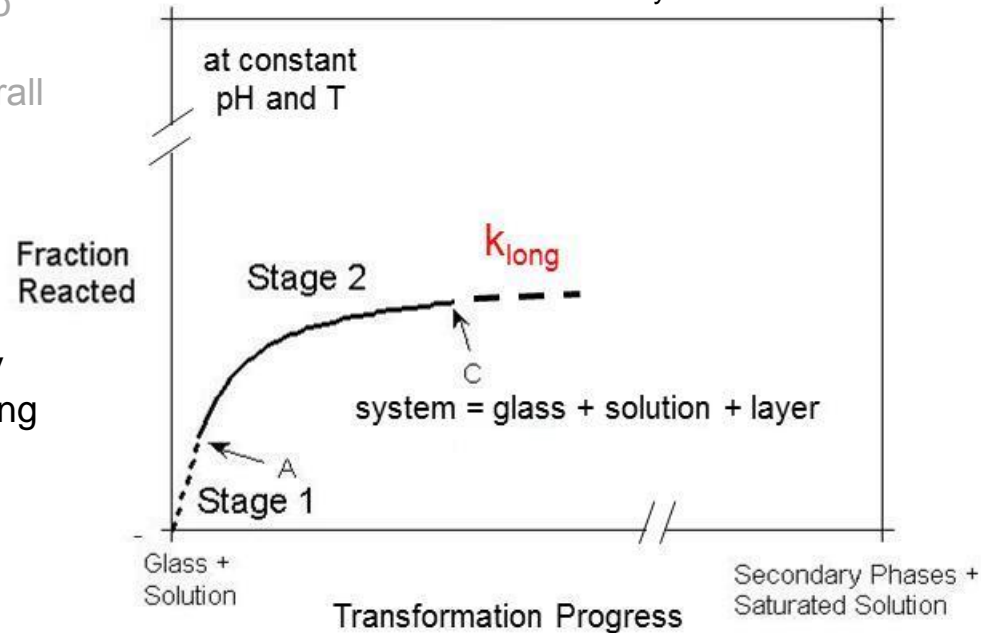 at constant
pH and T
Fraction
Reacted
Stage 2
klong
C
system = glass + solution + layer
A
Stage 1
Glass +
Solution
Secondary Phases +
Saturated Solution
Transformation Progress